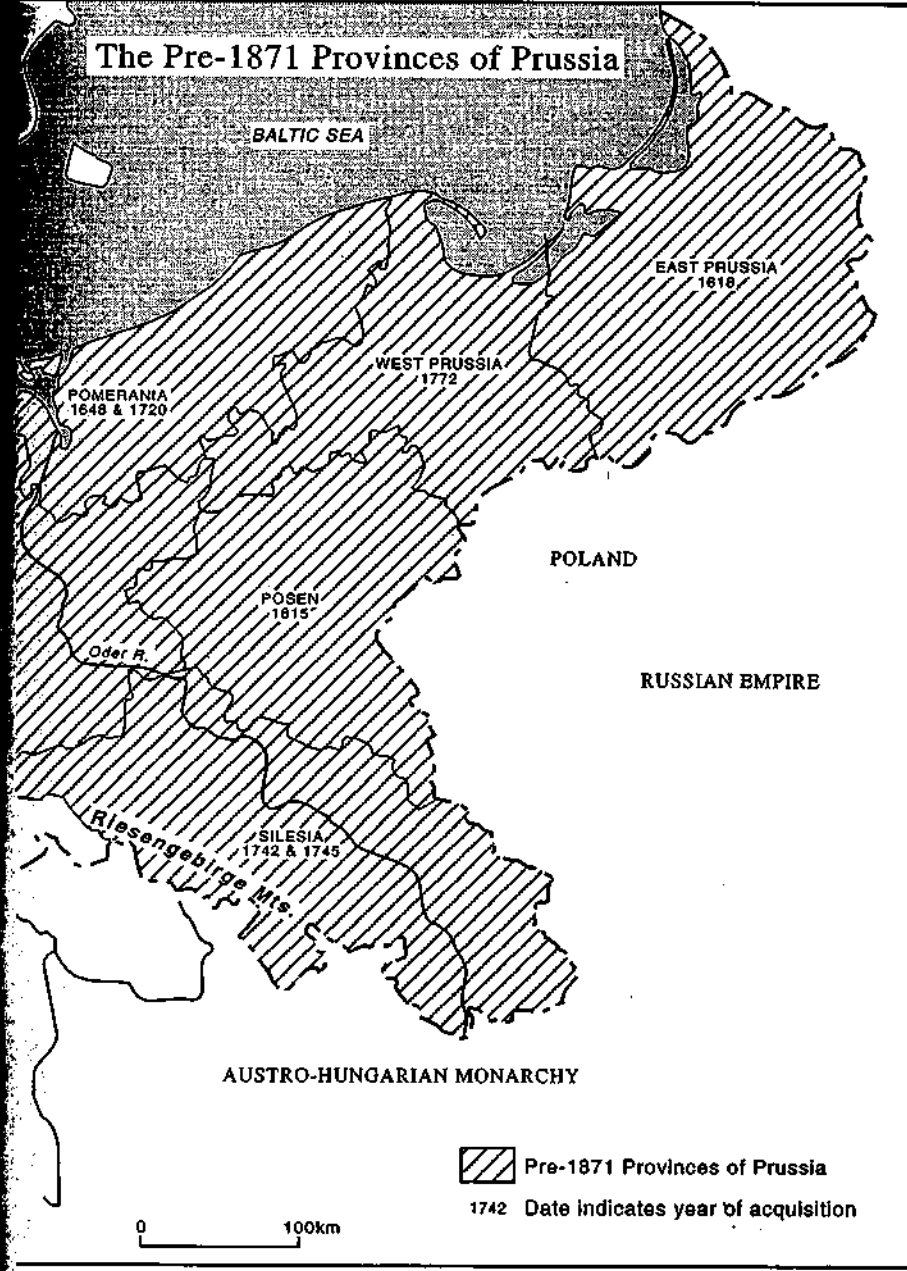 The Pre-1871 Provinces of Prussia
BALTIC SEA
EAST PRUSSIA
1618
WEST PRUSSIA
1772
POMERANIA
1648 & 1720
POLAND
POSEN
1815
Oder R.
RUSSIAN EMPIRE
Riesengebirge Mts.
SILESIA
1742 & 1745
AUSTRO-HUNGARIAN MONARCHY
Pre-1871 Provinces of Prussia
1742 Date indicates year of acquisition
0 100km